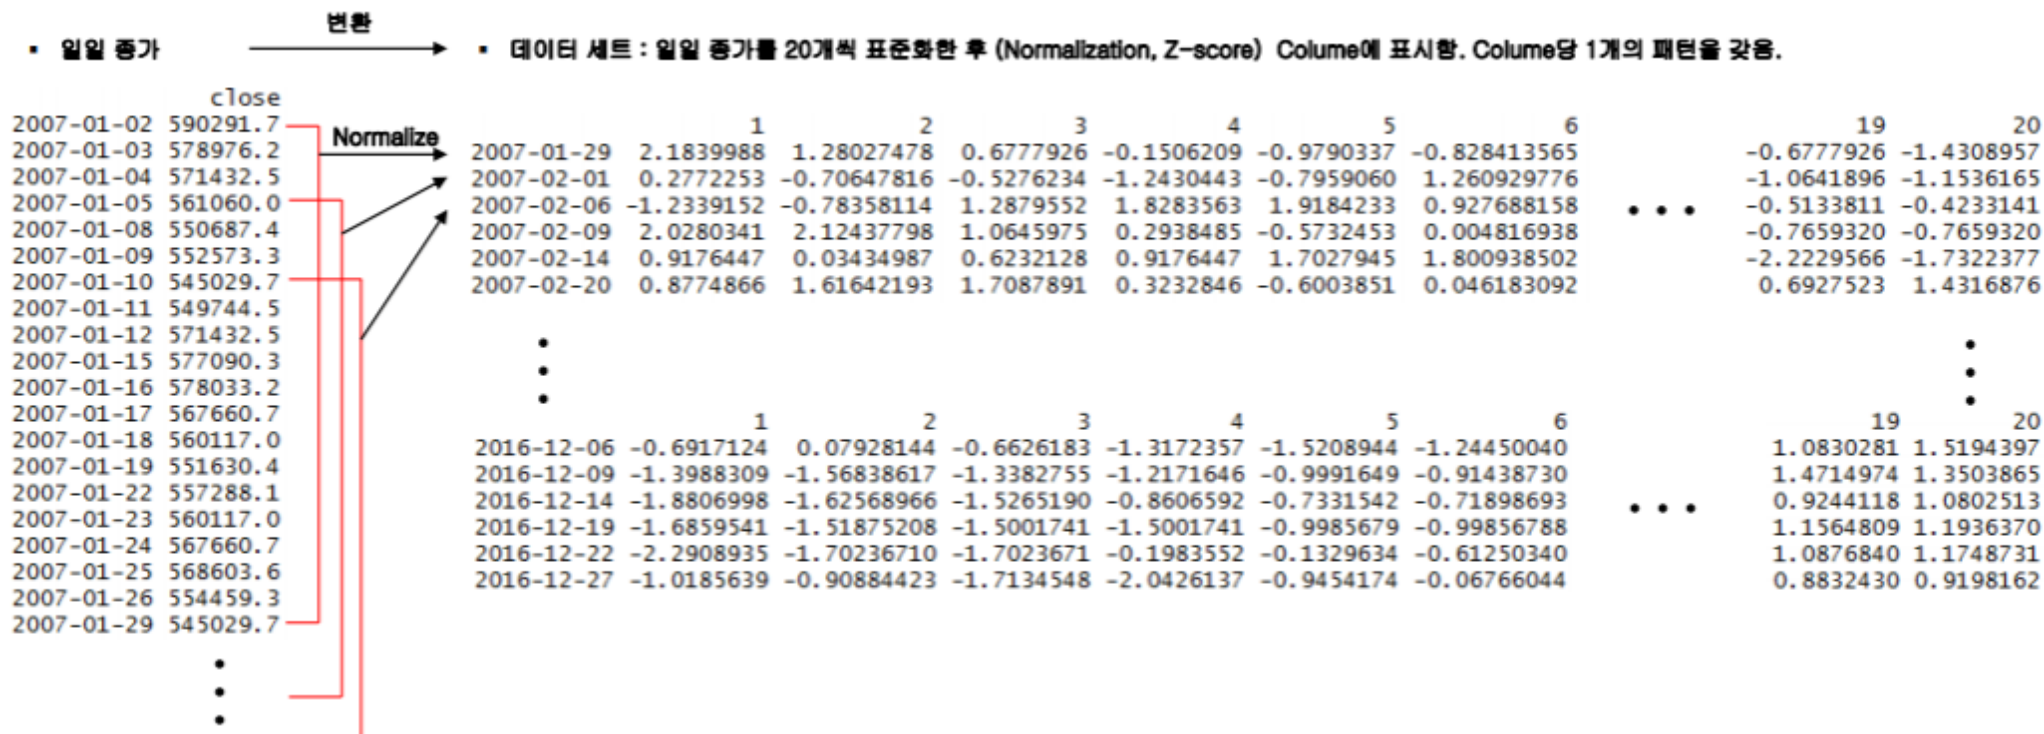 변환
▪ 일일 종가
▪ 데이터 세트 : 일일 종가를 20개씩 표준화한 후 (Normalization, Z-score) Colume에 표시함. Colume당 1개의 패턴을 갖음.
close
2007-01-02 590291.7
2007-01-03 578976.2
2007-01-04 571432.5
2007-01-05 561060.0
2007-01-08 550687.4
2007-01-09 552573.3
2007-01-10 545029.7
2007-01-11 549744.5
2007-01-12 571432.5
2007-01-15 577090.3
2007-01-16 578033.2
2007-01-17 567660.7
2007-01-18 560117.0
2007-01-19 551630.4
2007-01-22 557288.1
2007-01-23 560117.0
2007-01-24 567660.7
2007-01-25 568603.6
2007-01-26 554459.3
2007-01-29 545029.7
Normalize
1 2 3 4 5 6 19 20
2007-01-29 2.1839988 1.28027478 0.6777926 -0.1506209 -0.9790337 -0.828413565 -0.6777926 -1.4308957
2007-02-01 0.2772253 -0.70647816 -0.5276234 -1.2430443 -0.7959060 1.260929776 -1.0641896 -1.1536165
2007-02-06 -1.2339152 -0.78358114 1.2879552 1.8283563 1.9184233 0.927688158 • • • -0.5133811 -0.4233141
2007-02-09 2.0280341 2.12437798 1.0645975 0.2938485 -0.5732453 0.004816938 -0.7659320 -0.7659320
2007-02-14 0.9176447 0.03434987 0.6232128 0.9176447 1.7027945 1.800938502 -2.2229566 -1.7322377
2007-02-20 0.8774866 1.61642193 1.7087891 0.3232846 -0.6003851 0.046183092 0.6927523 1.4316876
1 2 3 4 5 6 19 20
2016-12-06 -0.6917124 0.07928144 -0.6626183 -1.3172357 -1.5208944 -1.24450040 1.0830281 1.5194397
2016-12-09 -1.3988309 -1.56838617 -1.3382755 -1.2171646 -0.9991649 -0.91438730 1.4714974 1.3503865
2016-12-14 -1.8806998 -1.62568966 -1.5265190 -0.8606592 -0.7331542 -0.71898693 • • • 0.9244118 1.0802513
2016-12-19 -1.6859541 -1.51875208 -1.5001741 -1.5001741 -0.9985679 -0.99856788 1.1564809 1.1936370
2016-12-22 -2.2908935 -1.70236710 -1.7023671 -0.1983552 -0.1329634 -0.61250340 1.0876840 1.1748731
2016-12-27 -1.0185639 -0.90884423 -1.7134548 -2.0426137 -0.9454174 -0.06766044 0.8832430 0.9198162